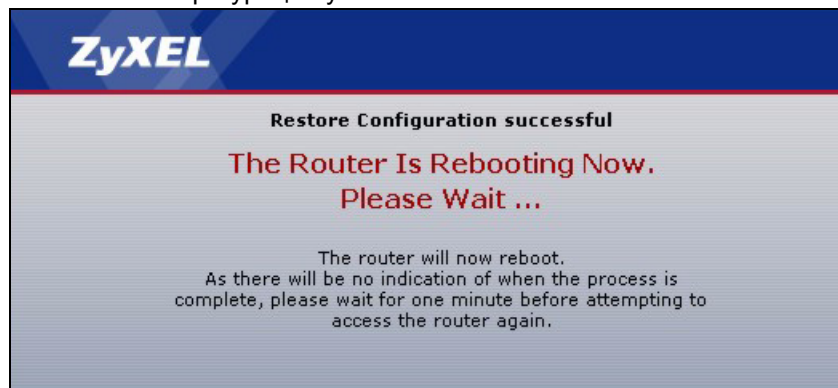 ZyXEL
Restore Configuration successful
The Router Is Rebooting Now.
Please Wait ...
The router will now reboot.
As there will be no indication of when the process is
complete, please wait for one minute before attempting to
access the router again.